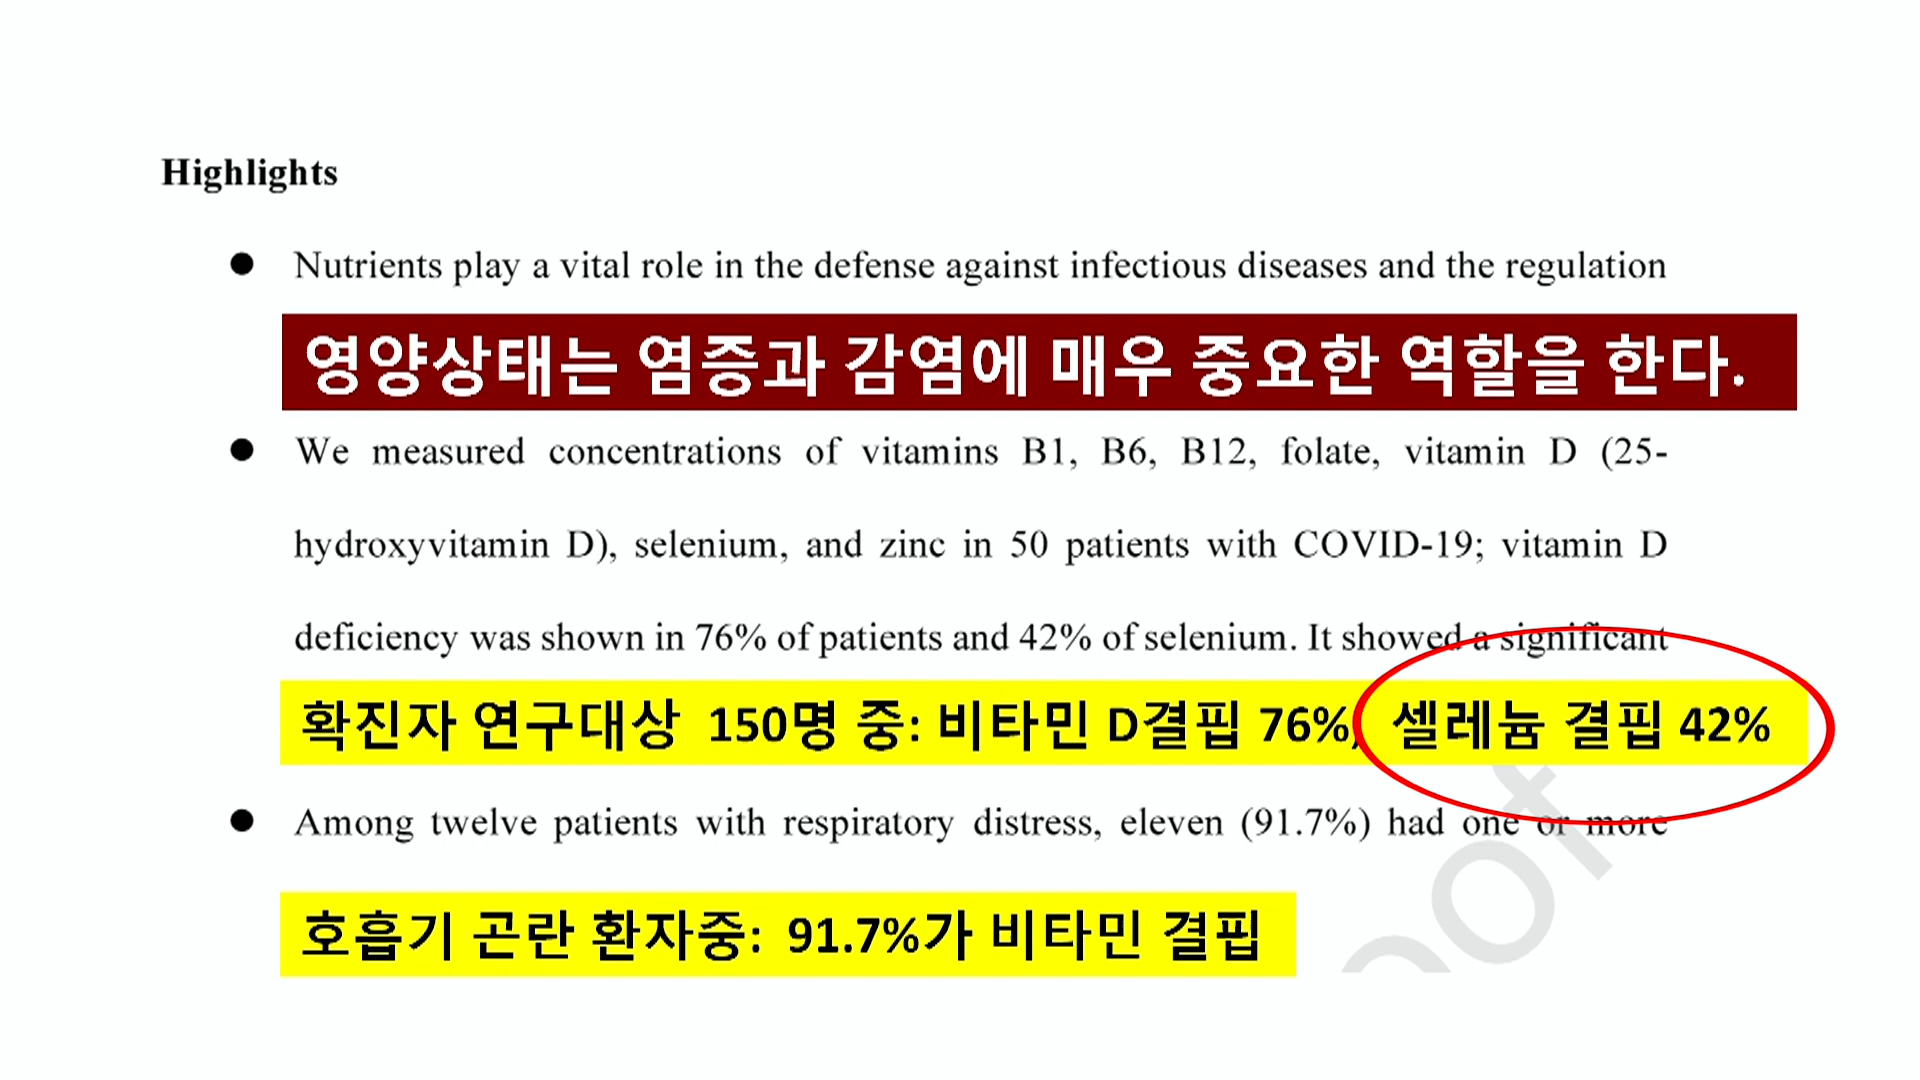 Highlights
● Nutrients play a vital role in the defense against infectious diseases and the regulation
영양상태는 염증과 감염에 매우 중요한 역할을 한다.
● We measured concentrations of vitamins B1, B6, B12, folate, vitamin D (25-
hydroxyvitamin D), selenium, and zinc in 50 patients with COVID-19; vitamin D
deficiency was shown in 76% of patients and 42% of selenium. It showed a significant
확진자 연구대상 150명 중: 비타민 D결핍 76%, 셀레늄 결핍 42%
● Among twelve patients with respiratory distress, eleven (91.7%) had one or more
호흡기 곤란 환자중: 91.7%가 비타민 결핍